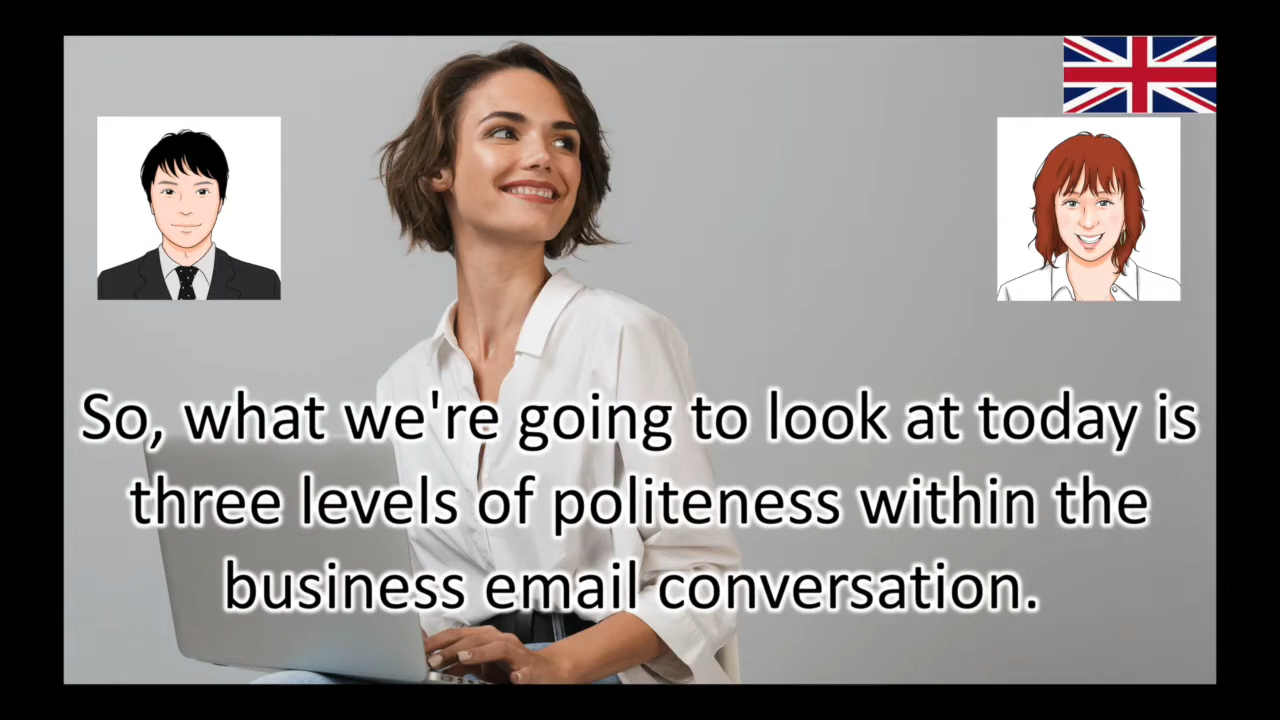 So, what we're going to look at today is
three levels of politeness within the
business email conversation.